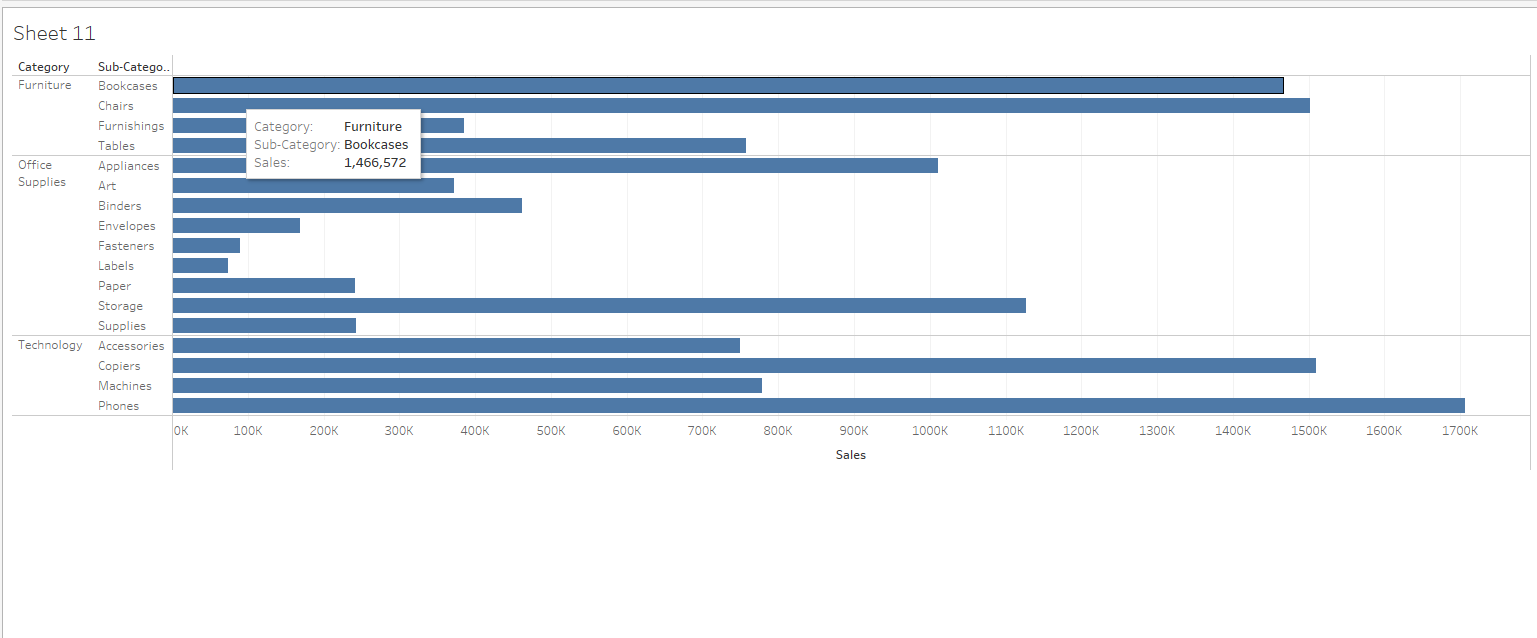 Sheet 11
Category Sub-Catego..
Furniture Bookcases
Chairs
Furnishings
Tables
Category: Furniture
Sub-Category: Bookcases
Sales: 1,466,572
Office Supplies Appliances
Art
Binders
Envelopes
Fasteners
Labels
Paper
Storage
Supplies
Technology Accessories
Copiers
Machines
Phones
0K 100K 200K 300K 400K 500K 600K 700K 800K 900K 1000K 1100K 1200K 1300K 1400K 1500K 1600K 1700K
Sales